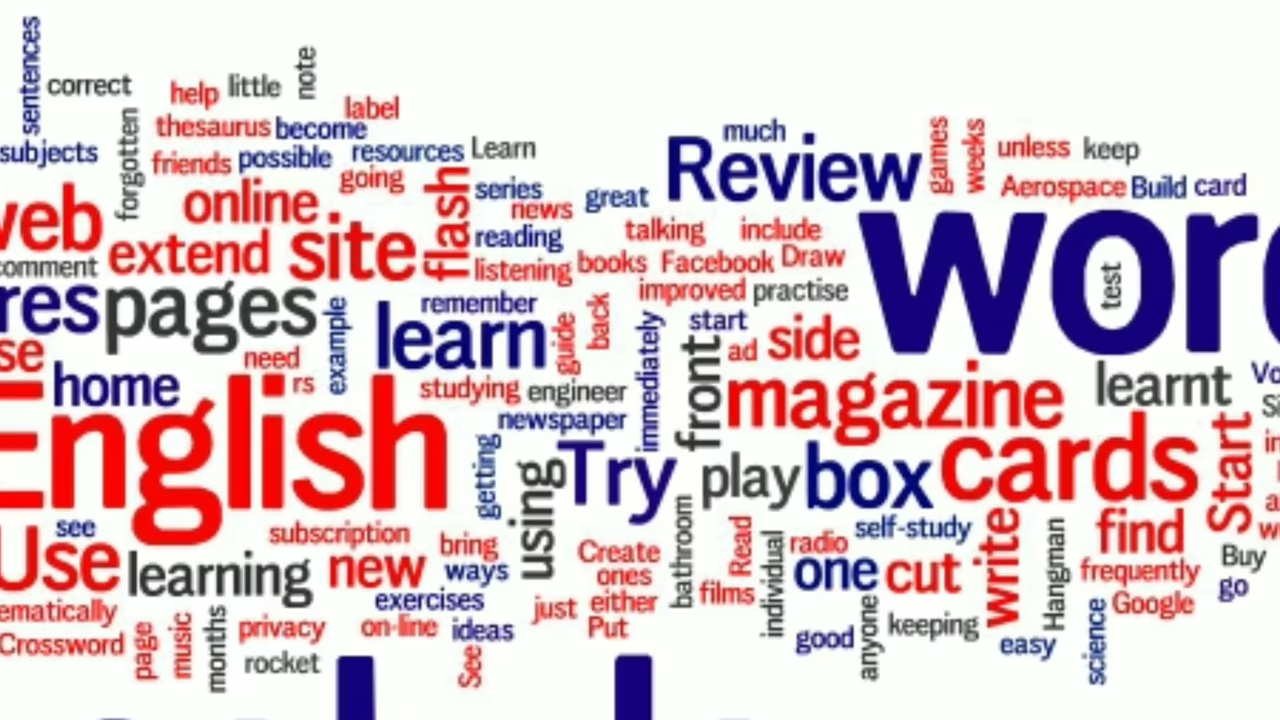 sentences
correct
help
little
note
label
thesaurus
become
forgotten
subjects
friends
possible
resources
Learn
going
online
flash
series
news
great
web
extend
site
reading
comment
listening
books
talking
include
Facebook
Draw
improved
practise
much
Review
games
weeks
unless
keep
Aerospace
Build
card
wor
test
res
pages
example
remember
learn
guide
back
immediately
start
front
ad
side
se
need
rs
home
studying
engineer
newspaper
magazine
learnt
Vo
English
getting
using
Try
play
box
cards
Start
see
Use
learning
subscription
new
bring
ways
Create
ones
either
just
Put
bathroom
films
Read
individual
radio
self-study
one
cut
write
Hangman
find
frequently
Google
Buy
go
ematically
Crossword
page
music
months
privacy
rocket
exercises
on-line
ideas
See
good
anyone
keeping
easy
science